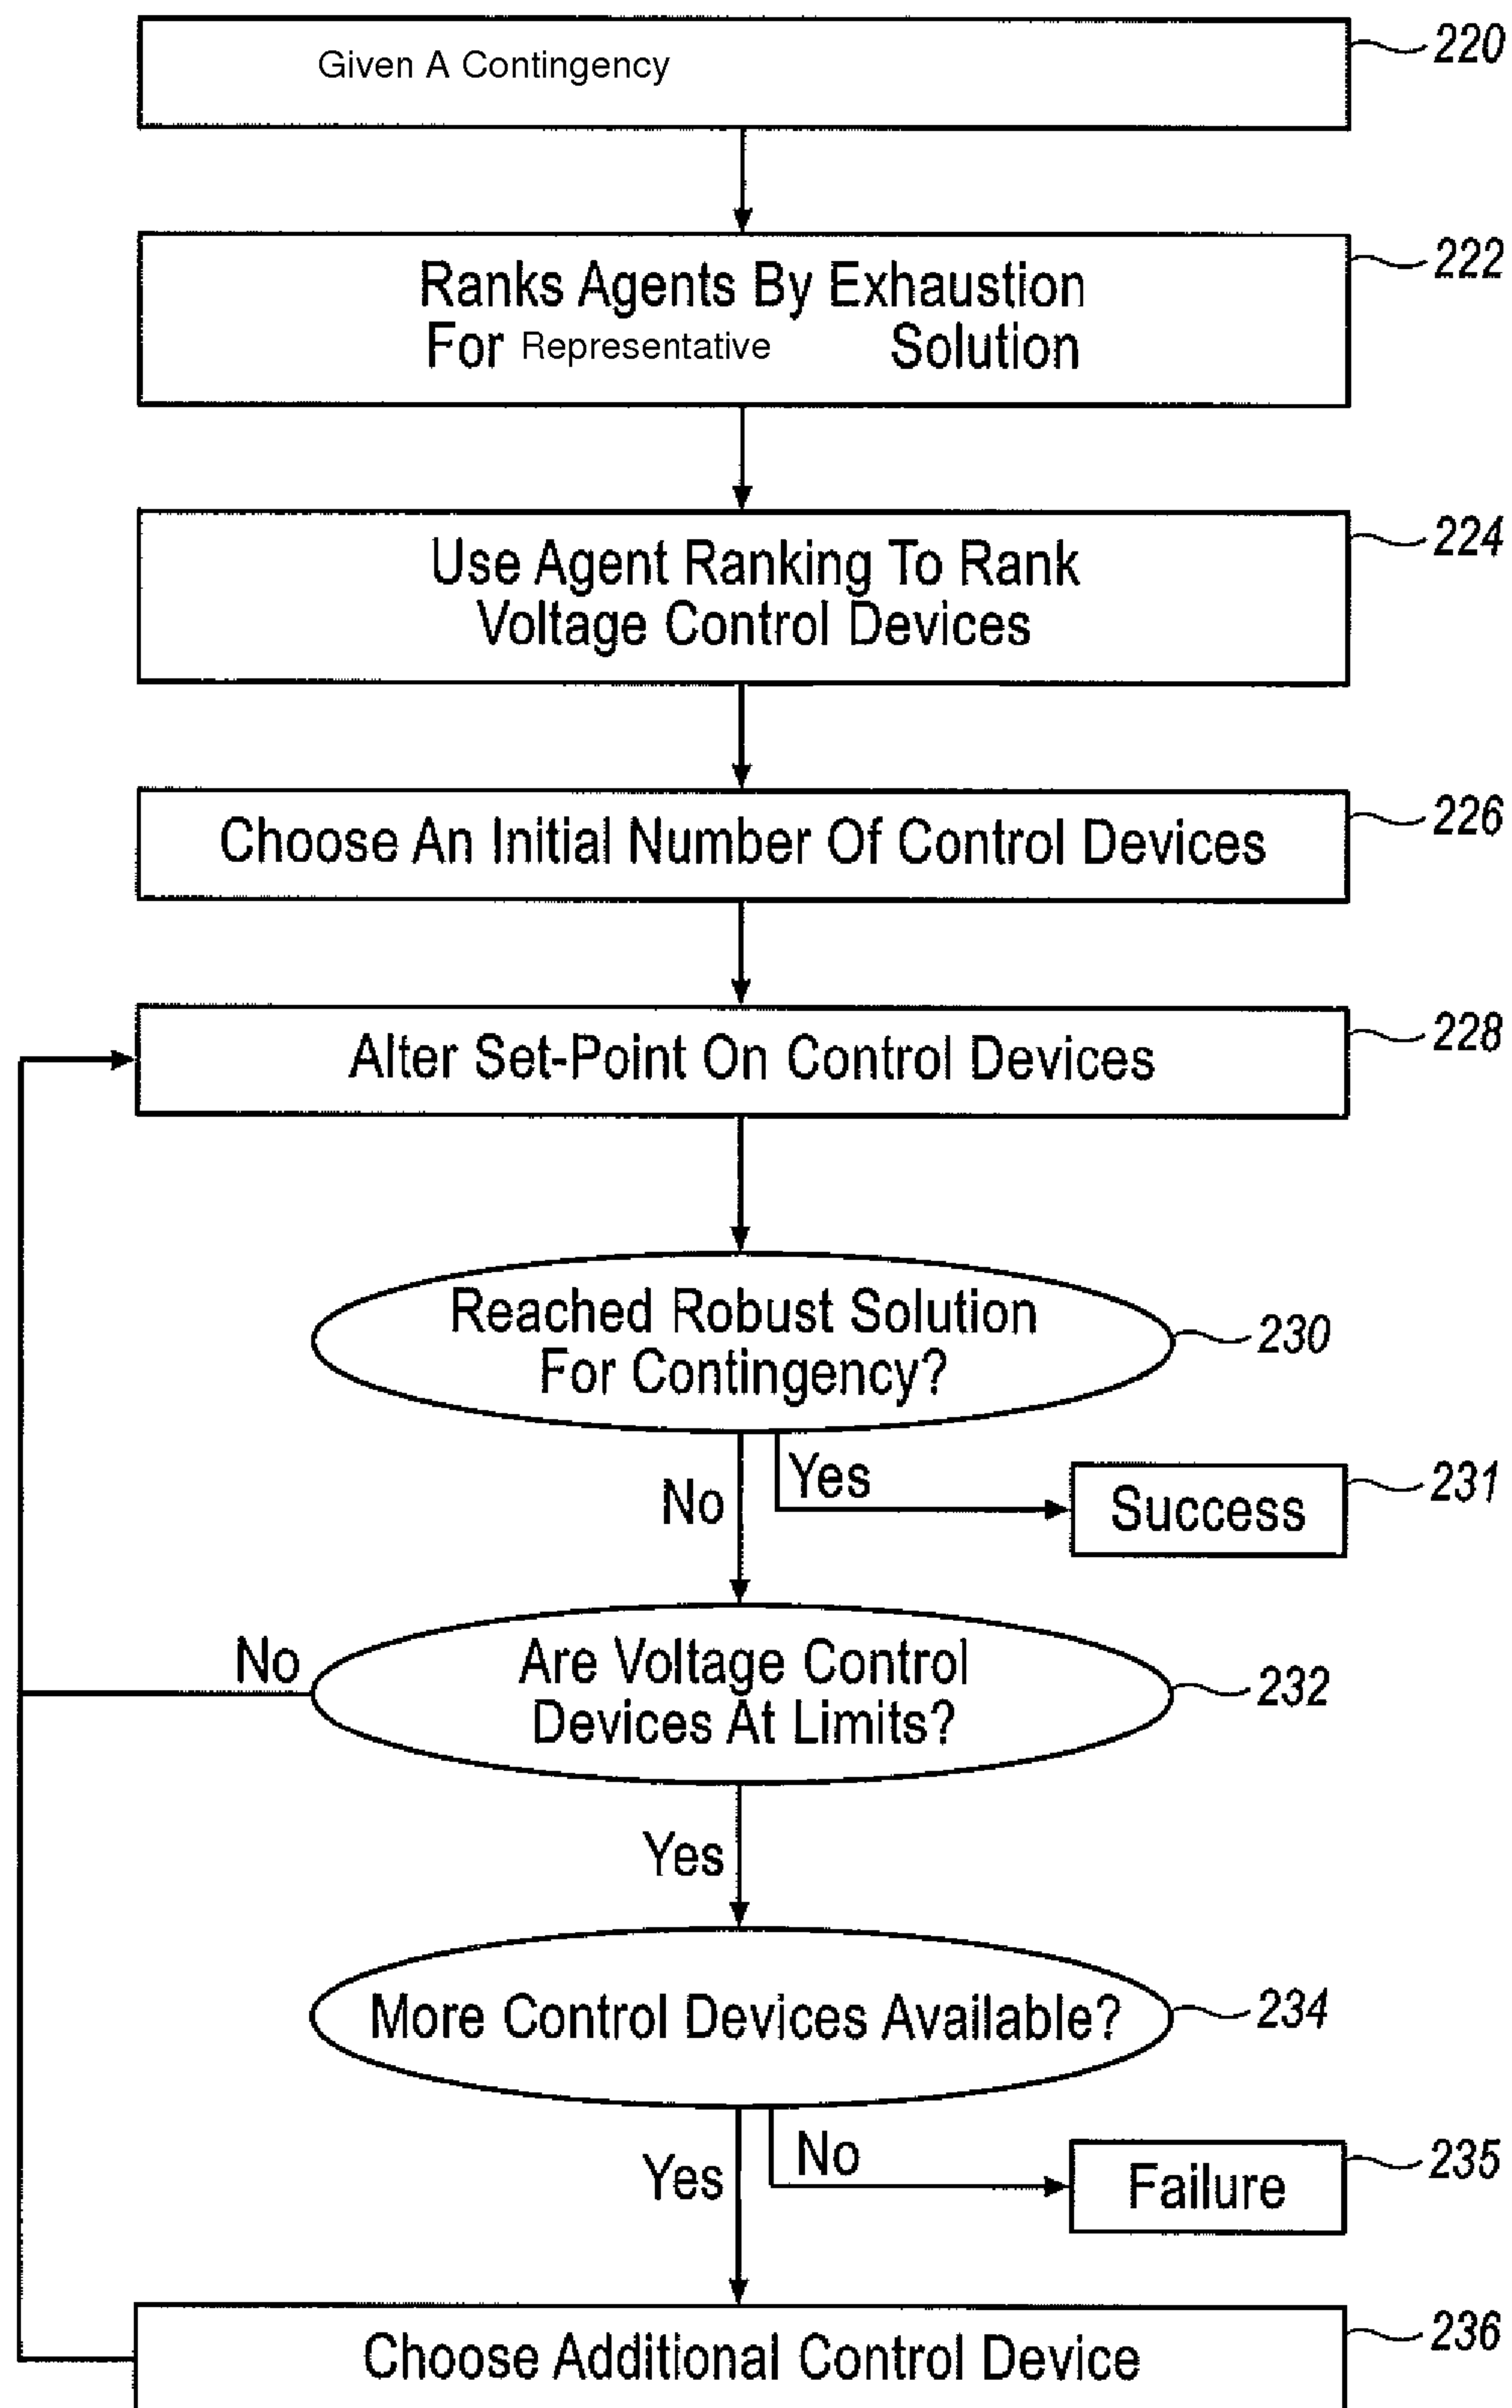 Given A Contingency
220
Ranks Agents By Exhaustion
222
For Representative Solution
Use Agent Ranking To Rank
224
Voltage Control Devices
Choose An Initial Number Of Control Devices
226
Alter Set-Point On Control Devices
228
Reached Robust Solution
For Contingency?
230
Yes
No
Success
231
No
Are Voltage Control
Devices At Limits?
232
Yes
More Control Devices Available?
234
Yes
No
Failure
235
Choose Additional Control Device
236